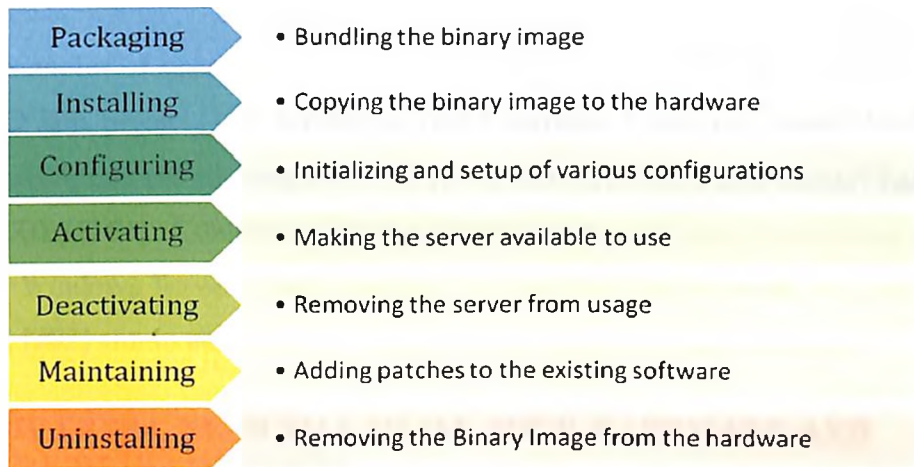 Packaging • Bundling the binary image
Installing • Copying the binary image to the hardware
Configuring • Initializing and setup of various configurations
Activating • Making the server available to use
Deactivating • Removing the server from usage
Maintaining • Adding patches to the existing software
Uninstalling • Removing the Binary Image from the hardware